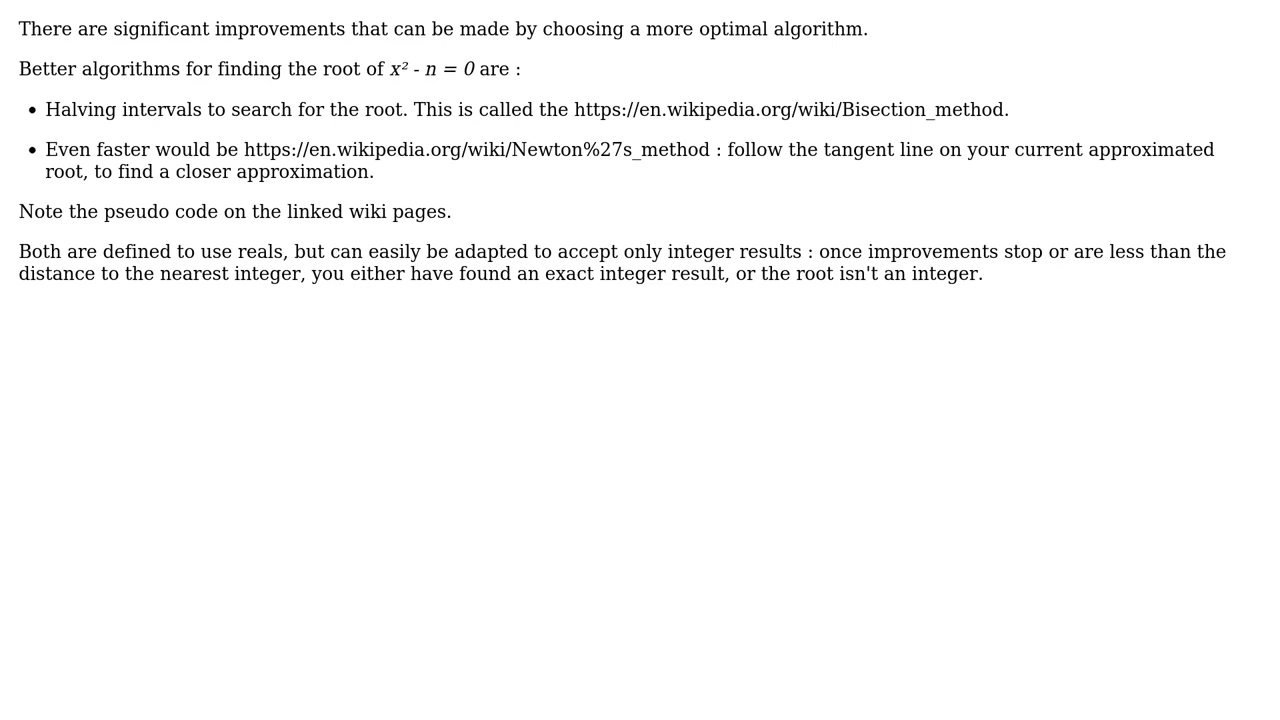 There are significant improvements that can be made by choosing a more optimal algorithm.
Better algorithms for finding the root of x² - n = 0 are :
• Halving intervals to search for the root. This is called the https://en.wikipedia.org/wiki/Bisection_method.
• Even faster would be https://en.wikipedia.org/wiki/Newton%27s_method : follow the tangent line on your current approximated
root, to find a closer approximation.
Note the pseudo code on the linked wiki pages.
Both are defined to use reals, but can easily be adapted to accept only integer results : once improvements stop or are less than the
distance to the nearest integer, you either have found an exact integer result, or the root isn't an integer.